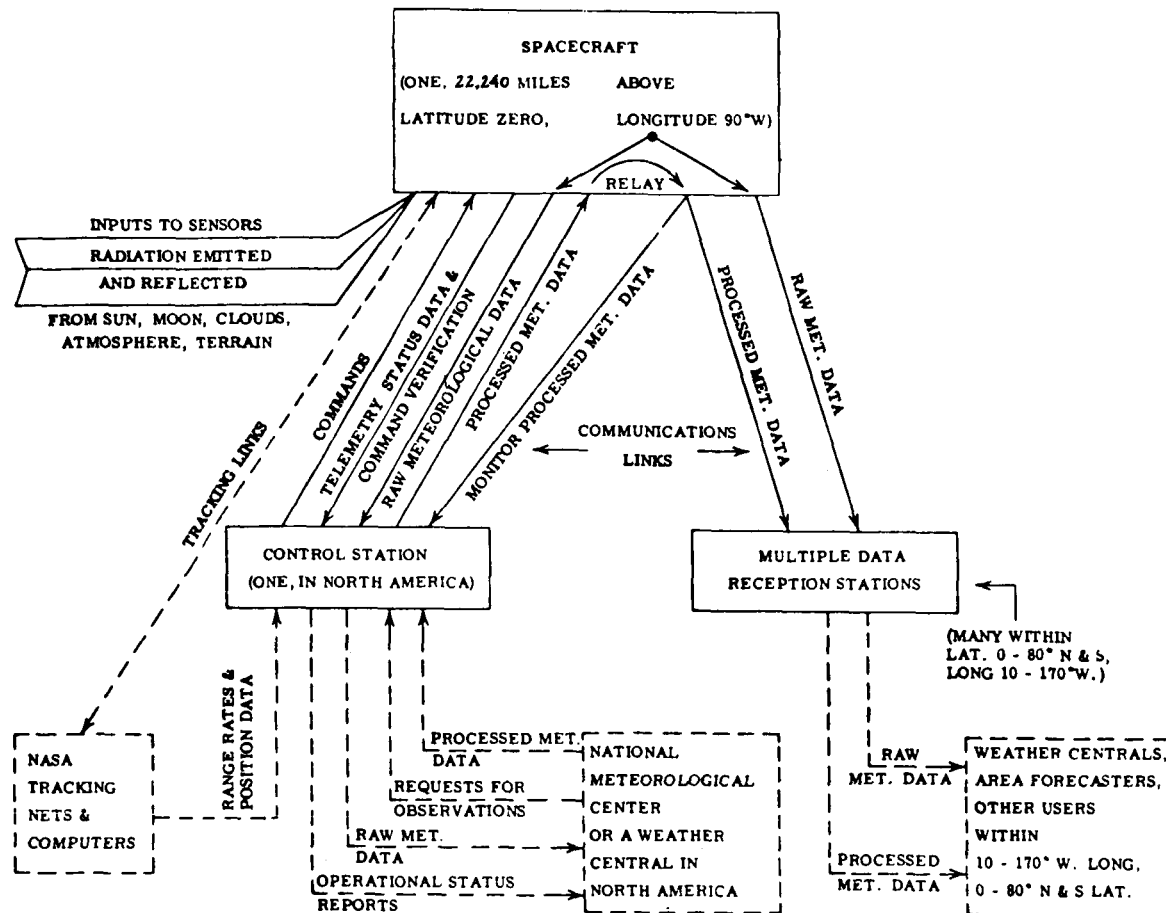 SPACECRAFT
(ONE, 22,240 MILES ABOVE
LATITUDE ZERO, LONGITUDE 90°W)
RELAY
INPUTS TO SENSORS
RADIATION EMITTED
AND REFLECTED
FROM SUN, MOON, CLOUDS,
ATMOSPHERE, TERRAIN
TRACKING LINKS
COMMANDS
TELEMETRY STATUS DATA &
COMMAND VERIFICATION
RAW METEOROLOGICAL DATA
PROCESSED MET. DATA
MONITOR PROCESSED MET. DATA
COMMUNICATIONS
LINKS
PROCESSED MET. DATA
RAW MET. DATA
CONTROL STATION
(ONE, IN NORTH AMERICA)
MULTIPLE DATA
RECEPTION STATIONS
(MANY WITHIN
LAT. 0 - 80° N & S,
LONG 10 - 170°W.)
NASA
TRACKING
NETS &
COMPUTERS
RANGE RATES &
POSITION DATA
PROCESSED MET.
DATA
REQUESTS FOR
OBSERVATIONS
RAW MET.
DATA
OPERATIONAL STATUS
REPORTS
NATIONAL
METEOROLOGICAL
CENTER
OR A WEATHER
CENTRAL IN
NORTH AMERICA
RAW
MET. DATA
PROCESSED
MET. DATA
WEATHER CENTRALS,
AREA FORECASTERS,
OTHER USERS
WITHIN
10 - 170° W. LONG,
0 - 80° N & S LAT.